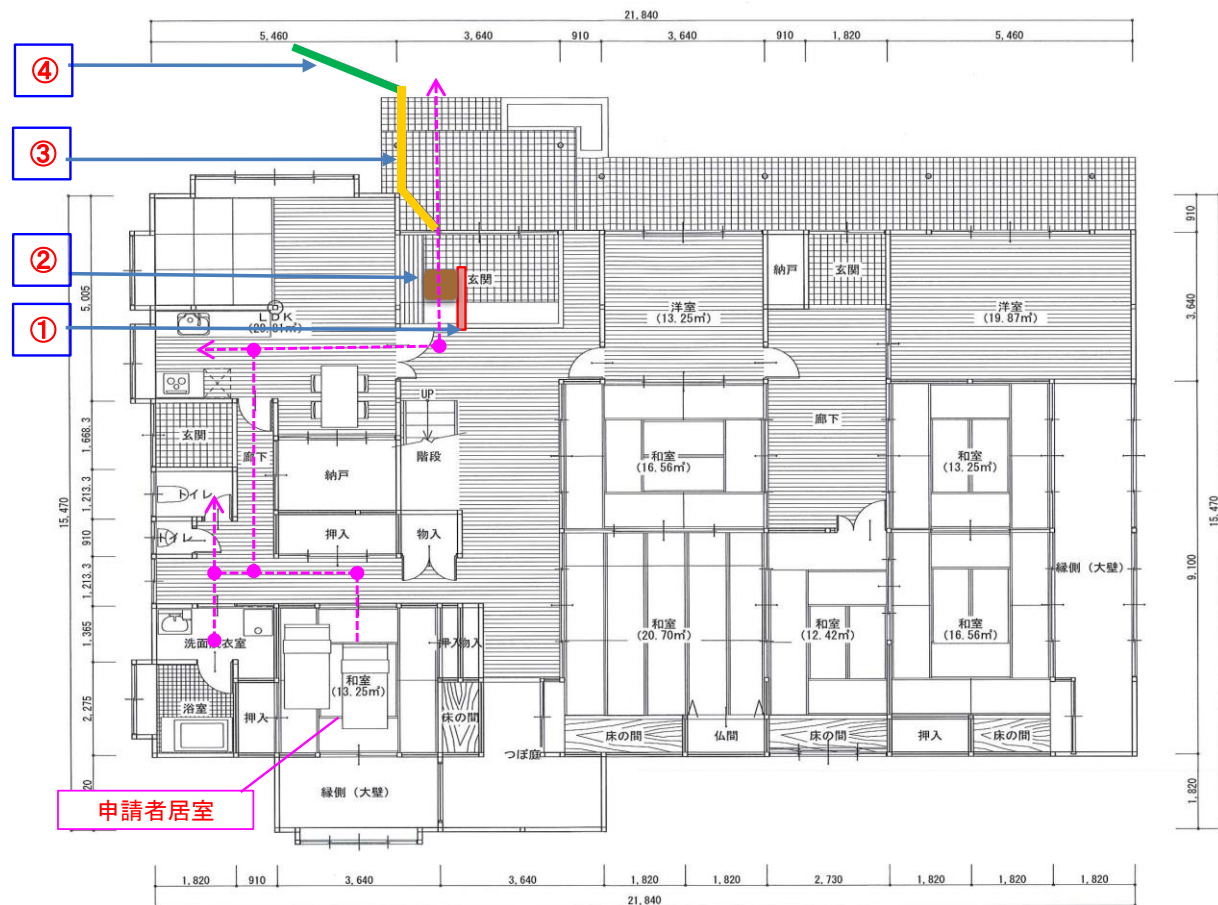 21,840
5,460
3,640
910
3,640
910
1,820
5,460
④
③
②
①
910
3,640
9,100
15,470
1,820
15,470
5,005
1,668.3
1,213.3
910
1,213.3
1,365
2,275
玄関
納戸
玄関
LDK
洋室
(13.25㎡)
洋室
(19.87㎡)
UP
玄関
廊下
納戸
階段
和室
(16.56㎡)
廊下
和室
(13.25㎡)
トイレ
トイレ
押入
物入
縁側(大壁)
和室
(20.70㎡)
和室
(12.42㎡)
和室
(16.56㎡)
押入
物入
和室
(13.25㎡)
浴室
押入
床の間
床の間
仏間
床の間
押入
床の間
つぼ庭
縁側(大壁)
申請者居室
1,820
910
3,640
3,640
1,820
1,820
2,730
1,820
1,820
1,820
21,840